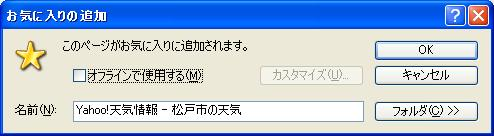 お気に入りの追加
このページがお気に入りに追加されます。
OK
オフラインで使用する(M)
カスタマイズ(U)...
キャンセル
名前(N):
Yahoo!天気情報 - 松戸市の天気
フォルダ(C) >>